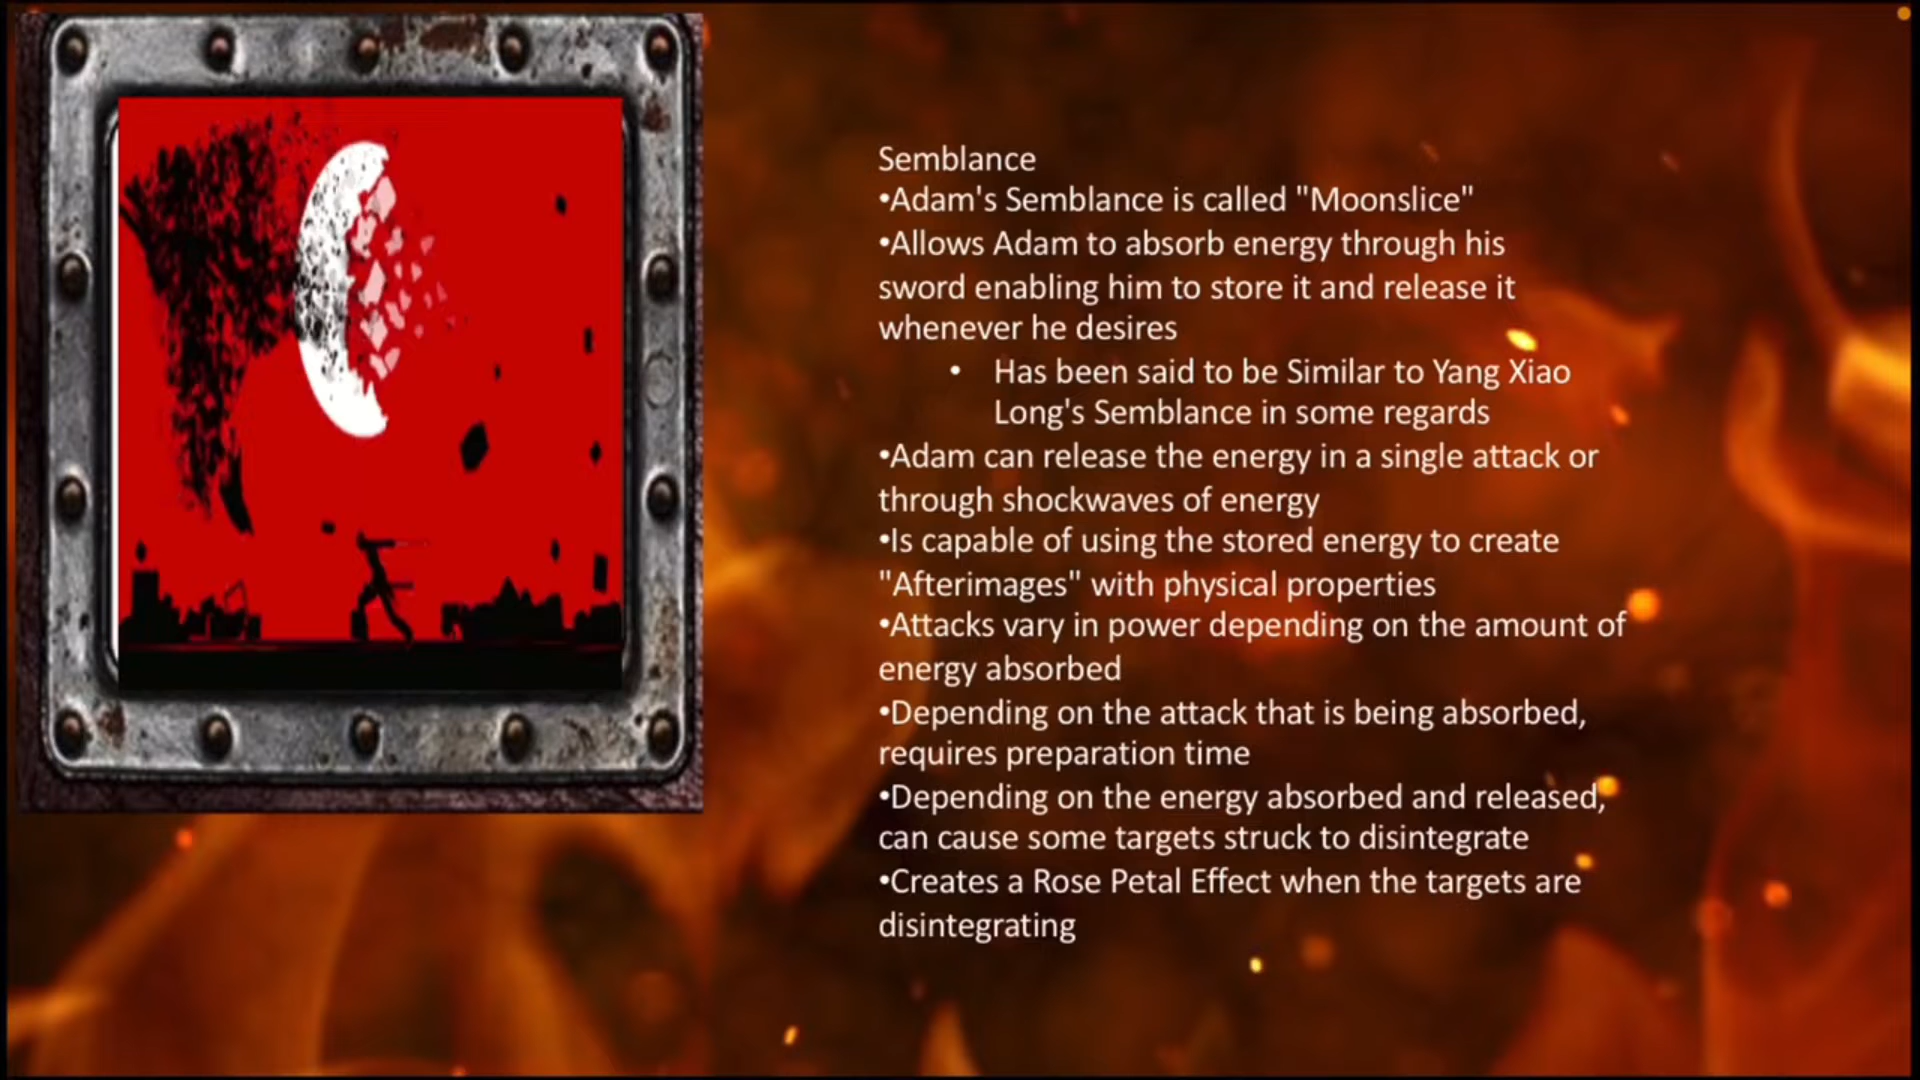 Semblance
•Adam's Semblance is called "Moonslice"
•Allows Adam to absorb energy through his
sword enabling him to store it and release it
whenever he desires
• Has been said to be Similar to Yang Xiao
Long's Semblance in some regards
•Adam can release the energy in a single attack or
through shockwaves of energy
•Is capable of using the stored energy to create
"Afterimages" with physical properties
•Attacks vary in power depending on the amount of
energy absorbed
•Depending on the attack that is being absorbed,
requires preparation time
•Depending on the energy absorbed and released,
can cause some targets struck to disintegrate
•Creates a Rose Petal Effect when the targets are
disintegrating